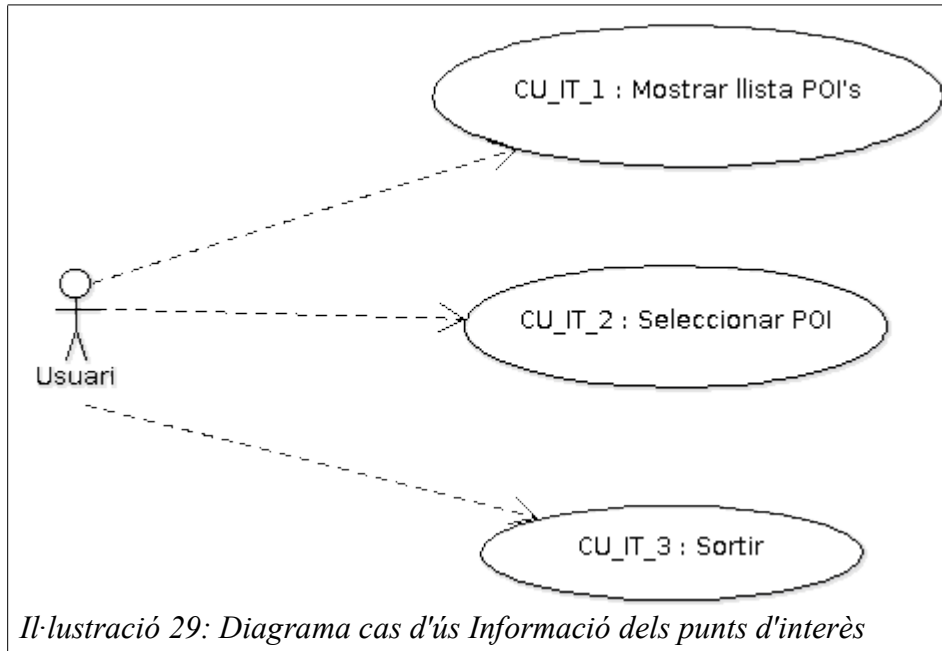 CU_IT_1 : Mostrar llista POI's
CU_IT_2 : Seleccionar POI
Usuari
CU_IT_3 : Sortir
Il·lustració 29: Diagrama cas d'ús Informació dels punts d'interès